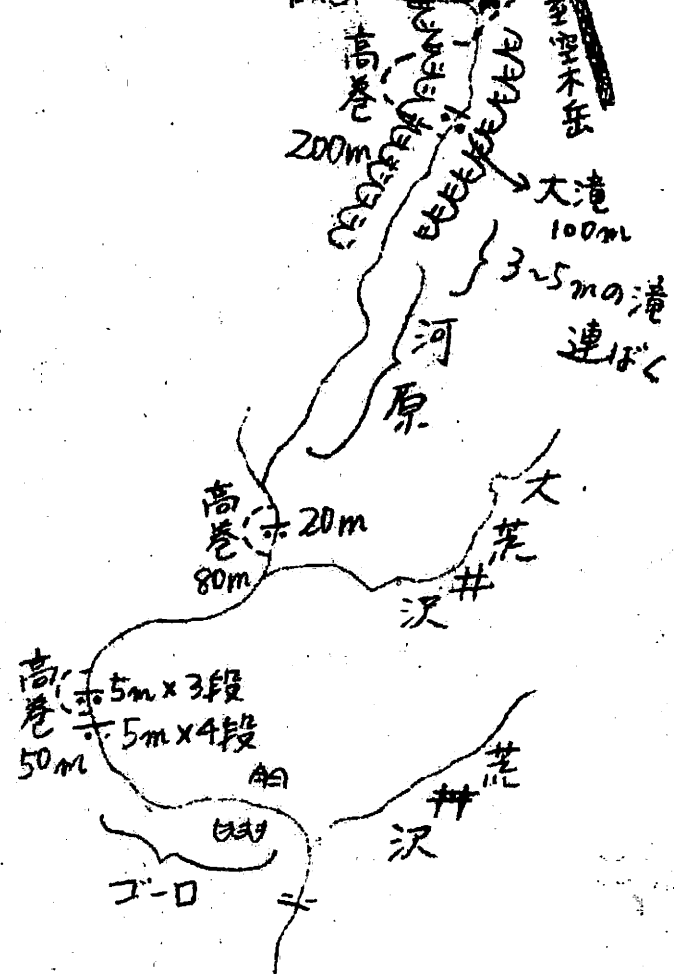 至空木岳
高巻
200m
大滝
100m
3~5mの滝
連ばく
河原
大荒井沢
高巻
80m
20m
高巻
50m
5m×3段
5m×4段
荒井沢
ゴーロ